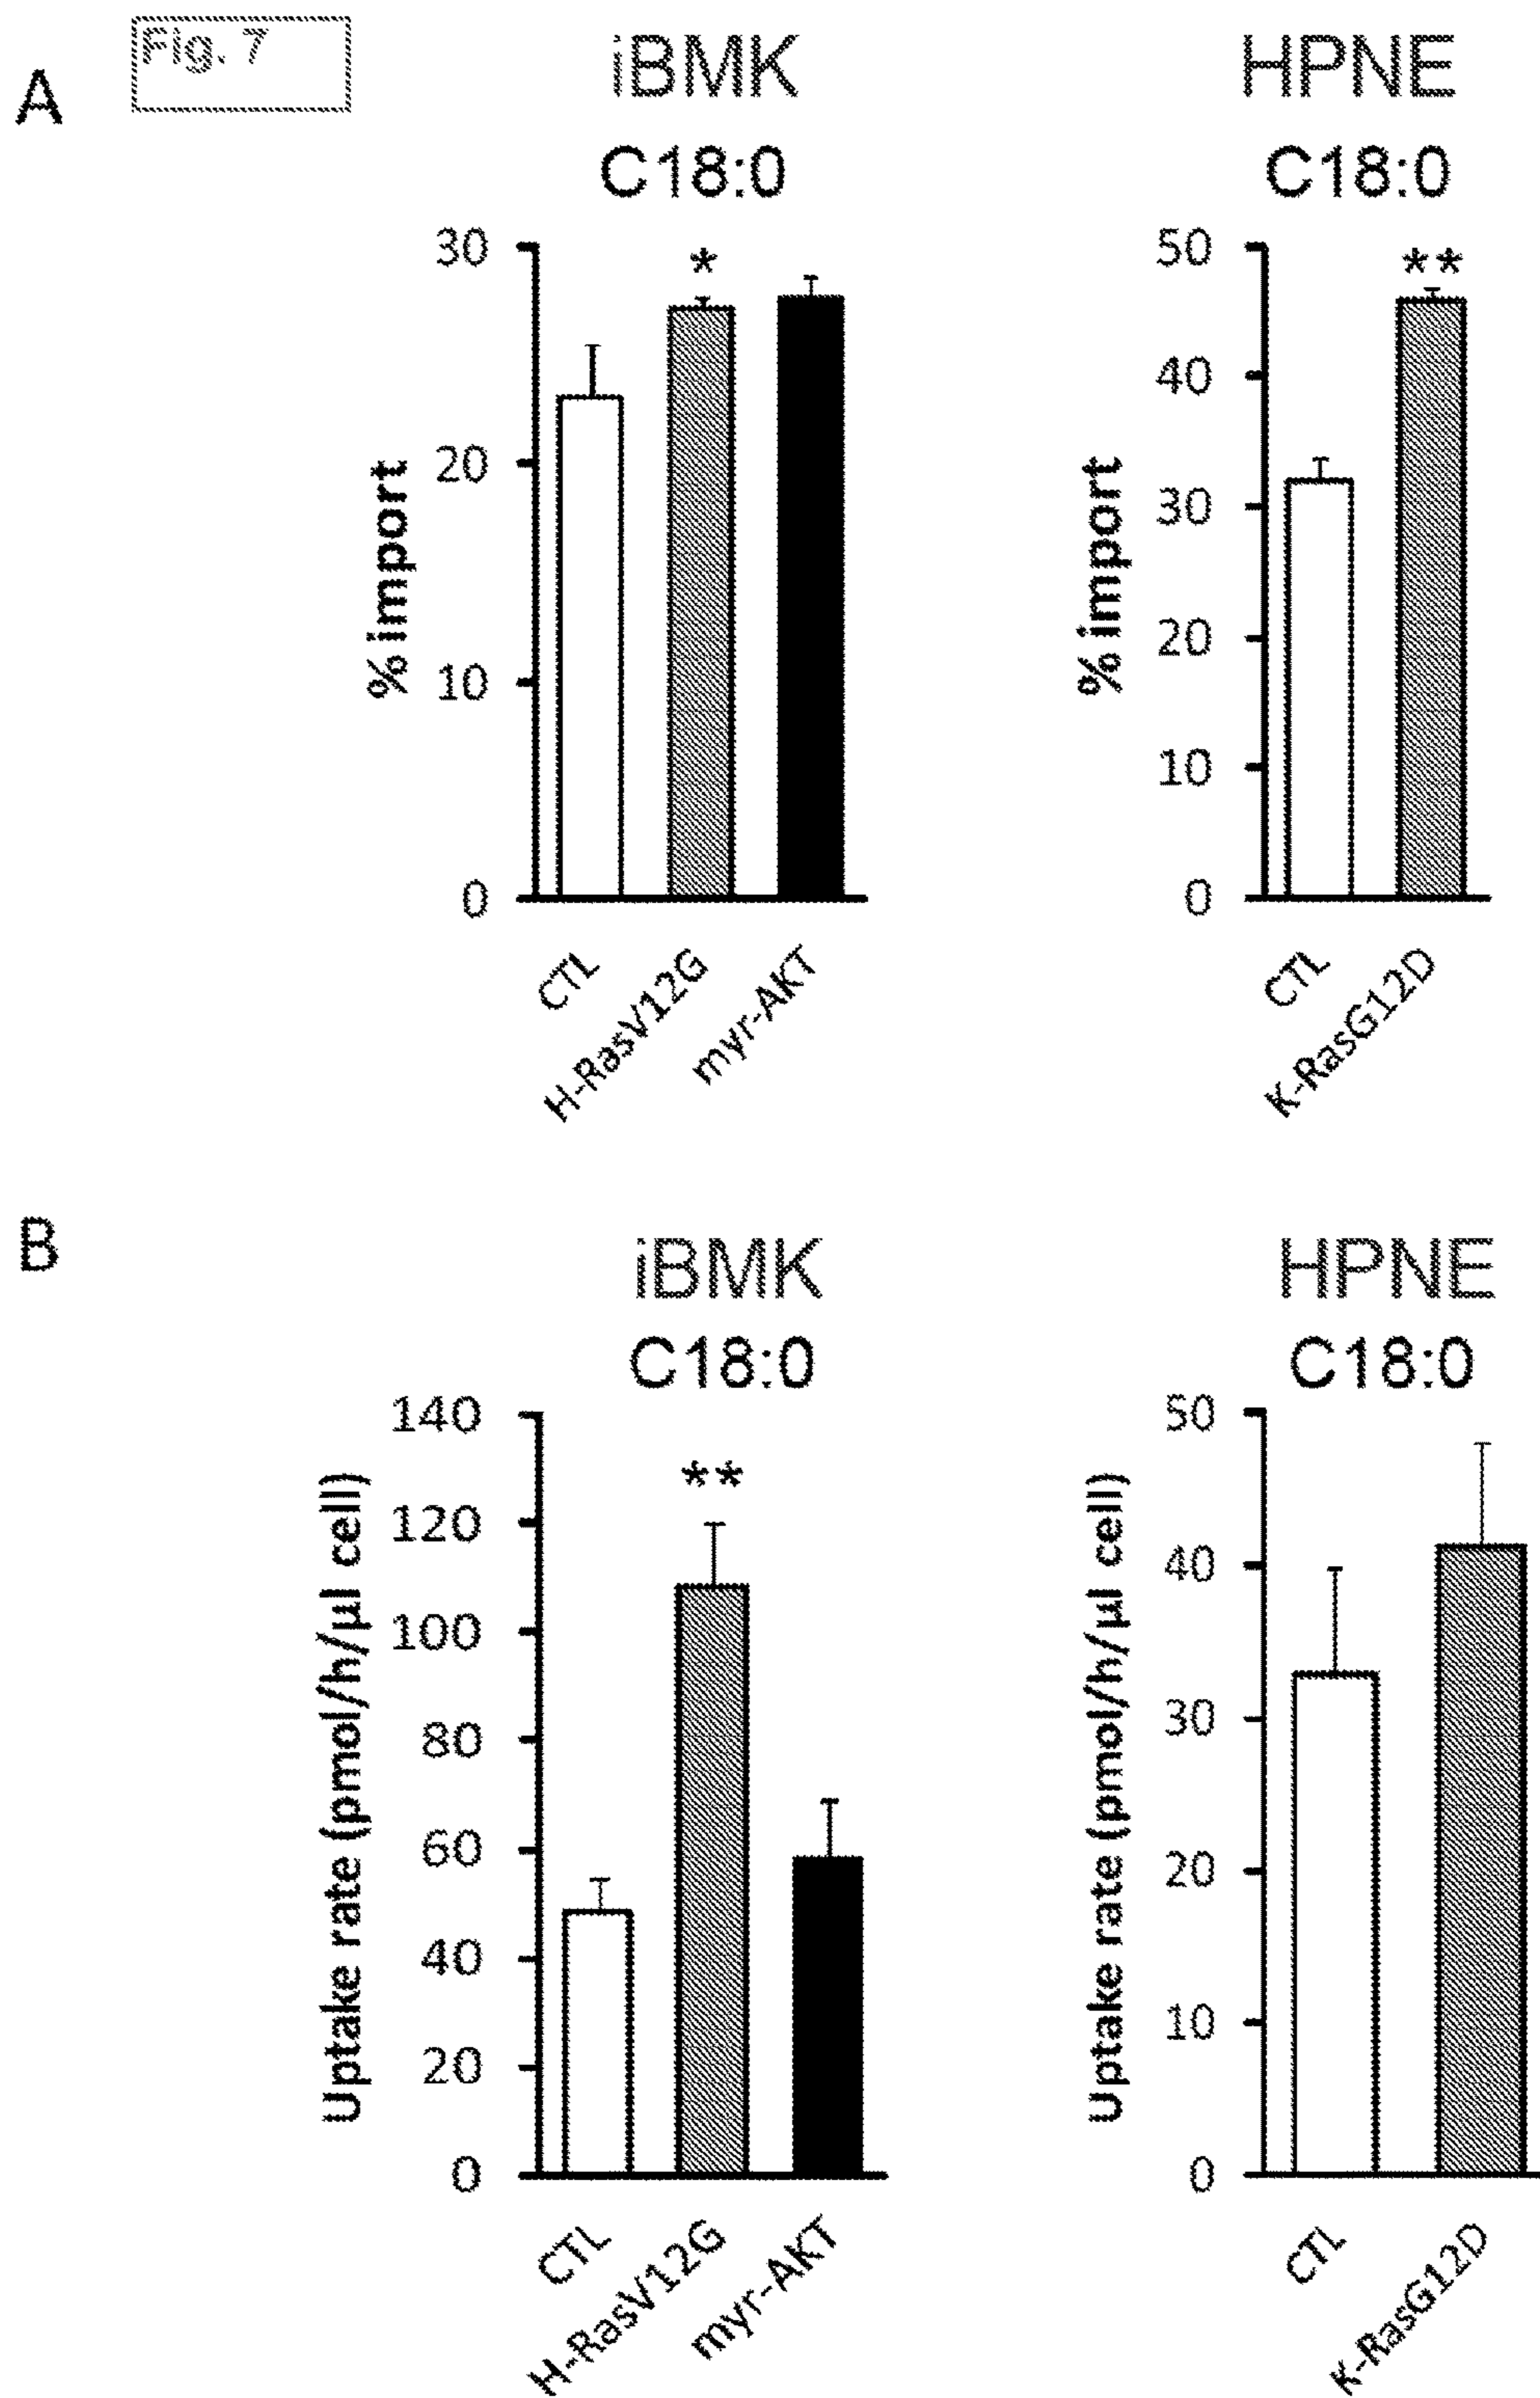 Fig. 7
A
iBMK
C18:0
% import
30
20
10
0
*
CTL
H-RasV12G
myr-AKT
HPNE
C18:0
% import
50
40
30
20
10
0
**
CTL
K-RasG12D
B
iBMK
C18:0
Uptake rate (pmol/h/µl cell)
140
120
100
80
60
40
20
0
**
CTL
H-RasV12G
myr-AKT
HPNE
C18:0
Uptake rate (pmol/h/µl cell)
50
40
30
20
10
0
CTL
K-RasG12D